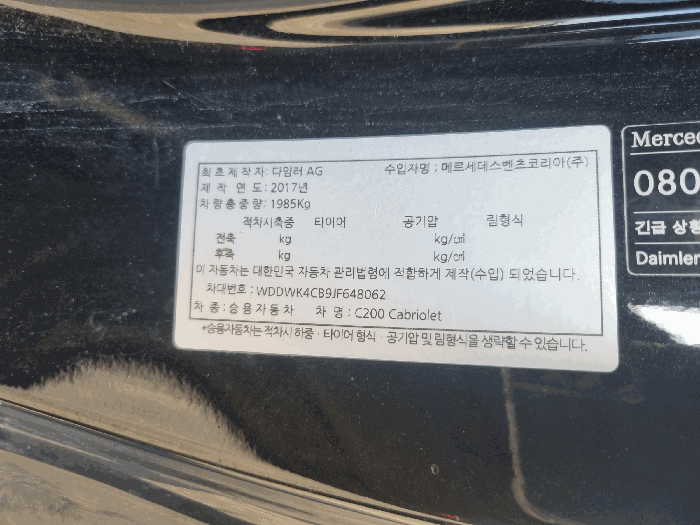 최초제작자: 다임러 AG 수입자명 : 메르세데스벤츠코리아(주)
제 작 연 도 : 2017년
차량총중량: 1985Kg
적차시축중 타이어 공기압 림형식
전축 kg kg/㎠
후축 kg kg/㎠
이 자동차는 대한민국 자동차 관리법령에 적합하게 제작(수입) 되었습니다.
차대번호 : WDDWK4CB9JF648062
차 종 : 승용자동차 차 명 : C200 Cabriolet
*승용자동차는 적차시 하중 · 타이어 형식 · 공기압 및 림형식을 생략할 수 있습니다.
Merced
080
긴급 상황
Daimler